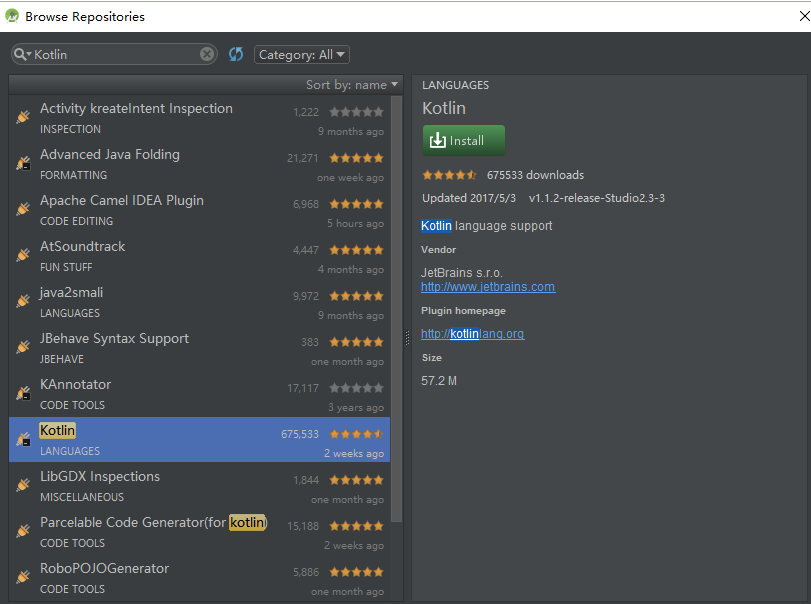 Browse Repositories
Kotlin
Category: All
Sort by: name
Activity kreateIntent Inspection 1,222
INSPECTION 9 months ago
Advanced Java Folding 21,271
FORMATTING one week ago
Apache Camel IDEA Plugin 6,968
CODE EDITING 5 hours ago
AtSoundtrack 4,447
FUN STUFF 4 months ago
java2smali 9,972
LANGUAGES 9 months ago
JBehave Syntax Support 383
JBEHAVE one month ago
KAnnotator 17,117
CODE TOOLS 3 years ago
Kotlin 675,533
LANGUAGES 2 weeks ago
LibGDX Inspections 1,844
MISCELLANEOUS one month ago
Parcelable Code Generator(for kotlin) 15,188
CODE TOOLS 2 weeks ago
RoboPOJOGenerator 5,886
CODE TOOLS one month ago
LANGUAGES
Kotlin
Install
675533 downloads
Updated 2017/5/3 v1.1.2-release-Studio2.3-3
Kotlin language support
Vendor
JetBrains s.r.o.
http://www.jetbrains.com
Plugin homepage
http://kotlinlang.org
Size
57.2 M